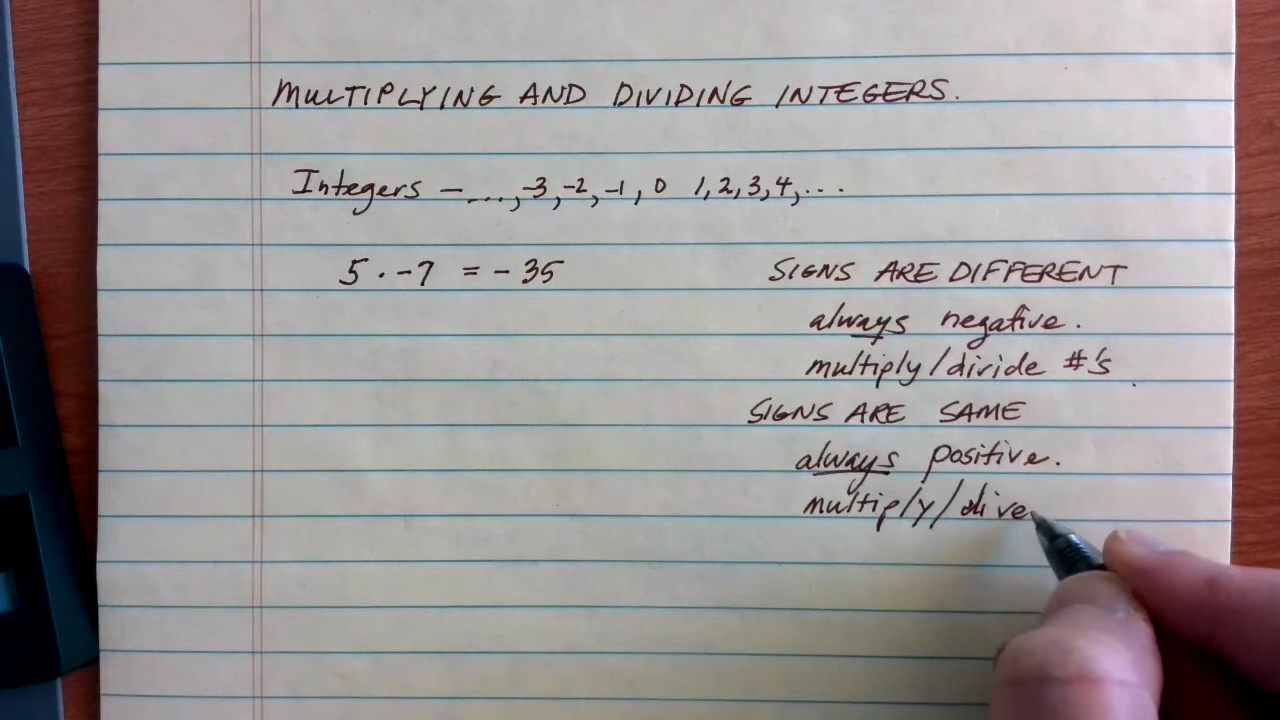 MULTIPLYING AND DIVIDING INTEGERS.
Integers – ...,-3,-2,-1, 0 1,2,3,4,...
5 · -7 = - 35
SIGNS ARE DIFFERENT
always negative.
multiply/divide #'s
SIGNS ARE SAME
always positive.
multiply/dive